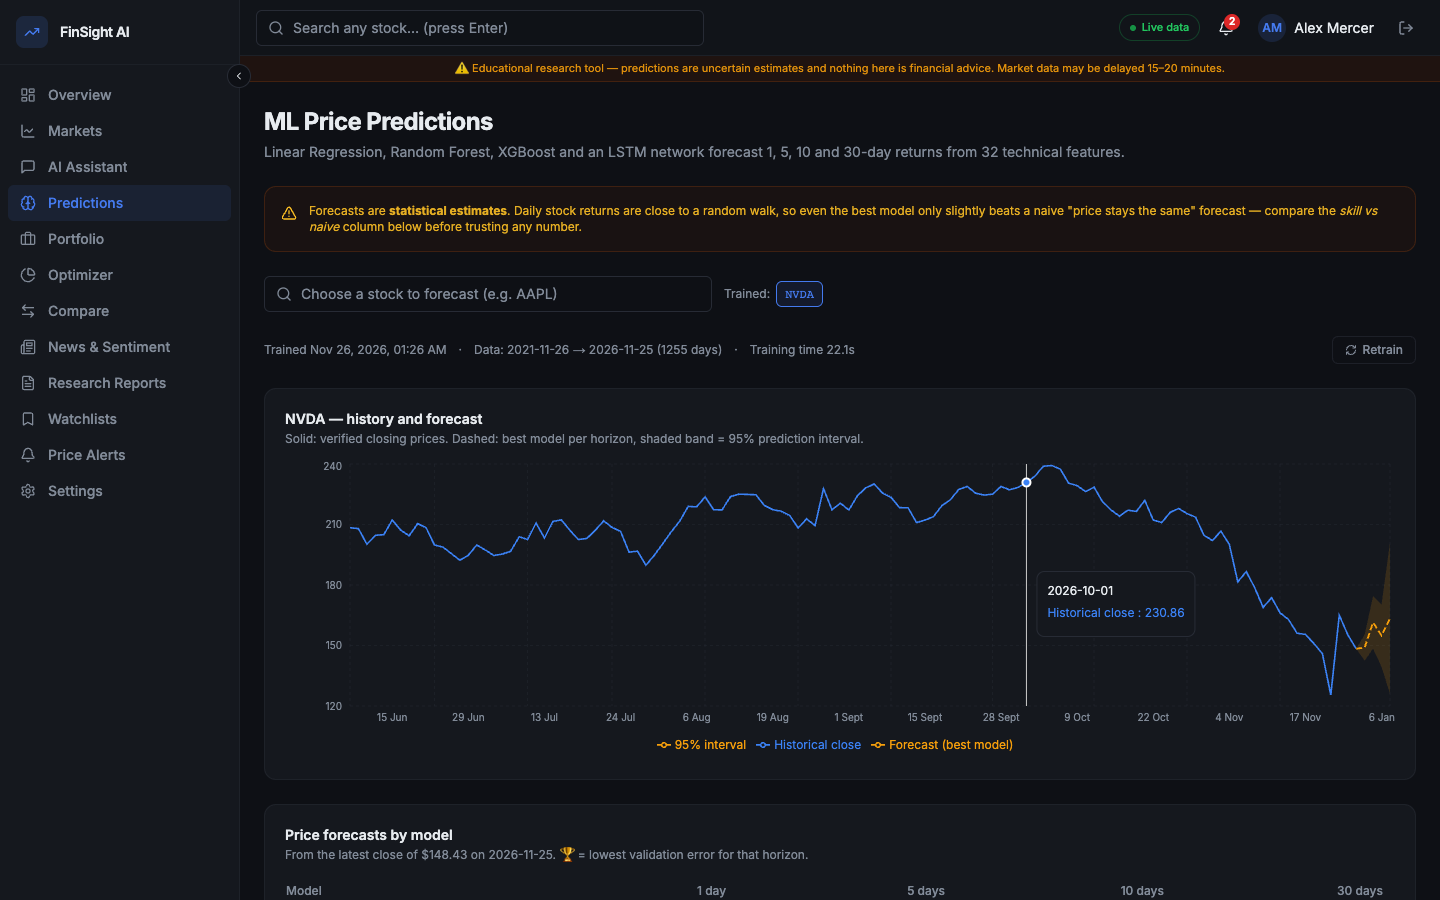 FinSight AI
Search any stock... (press Enter)
Live data
2
AM
Alex Mercer
⚠️ Educational research tool — predictions are uncertain estimates and nothing here is financial advice. Market data may be delayed 15–20 minutes.
Overview
Markets
AI Assistant
Predictions
Portfolio
Optimizer
Compare
News & Sentiment
Research Reports
Watchlists
Price Alerts
Settings
ML Price Predictions
Linear Regression, Random Forest, XGBoost and an LSTM network forecast 1, 5, 10 and 30-day returns from 32 technical features.
Forecasts are statistical estimates. Daily stock returns are close to a random walk, so even the best model only slightly beats a naive "price stays the same" forecast — compare the skill vs
naive column below before trusting any number.
Choose a stock to forecast (e.g. AAPL)
Trained: NVDA
Trained Nov 26, 2026, 01:26 AM · Data: 2021-11-26 → 2026-11-25 (1255 days) · Training time 22.1s
Retrain
NVDA — history and forecast
Solid: verified closing prices. Dashed: best model per horizon, shaded band = 95% prediction interval.
240
210
180
150
120
2026-10-01
Historical close : 230.86
15 Jun 29 Jun 13 Jul 24 Jul 6 Aug 19 Aug 1 Sept 15 Sept 28 Sept 9 Oct 22 Oct 4 Nov 17 Nov 6 Jan
95% interval Historical close Forecast (best model)
Price forecasts by model
From the latest close of $148.43 on 2026-11-25. 🏆 = lowest validation error for that horizon.
Model 1 day 5 days 10 days 30 days